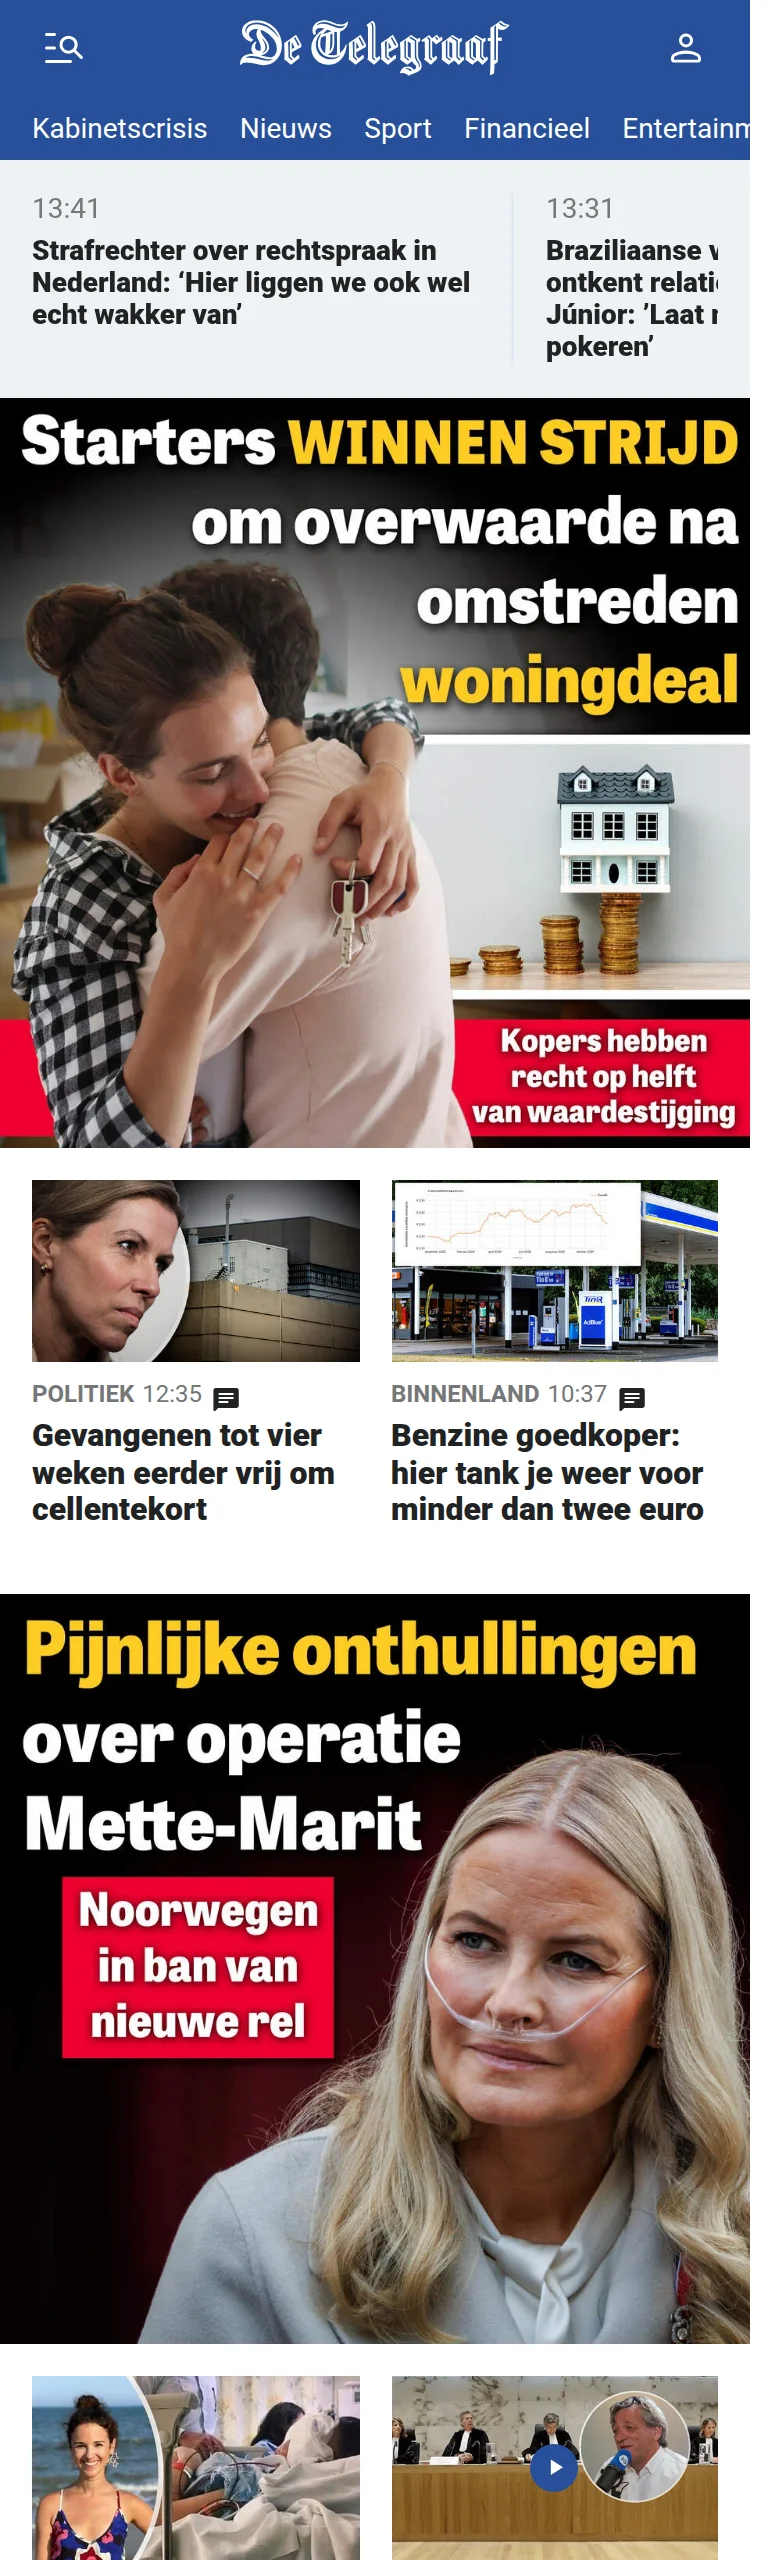 De Telegraaf
Kabinetscrisis Nieuws Sport Financieel Entertainm
13:41
Strafrechter over rechtspraak in
Nederland: ‘Hier liggen we ook wel
echt wakker van’
13:31
Braziliaanse v
ontkent relati
Júnior: ’Laat
pokeren’
Starters WINNEN STRIJD
om overwaarde na
omstreden
woningdeal
Kopers hebben
recht op helft
van waardestijging
TinQ
AdBlue
POLITIEK 12:35
Gevangenen tot vier
weken eerder vrij om
cellentekort
BINNENLAND 10:37
Benzine goedkoper:
hier tank je weer voor
minder dan twee euro
Pijnlijke onthullingen
over operatie
Mette-Marit
Noorwegen
in ban van
nieuwe rel